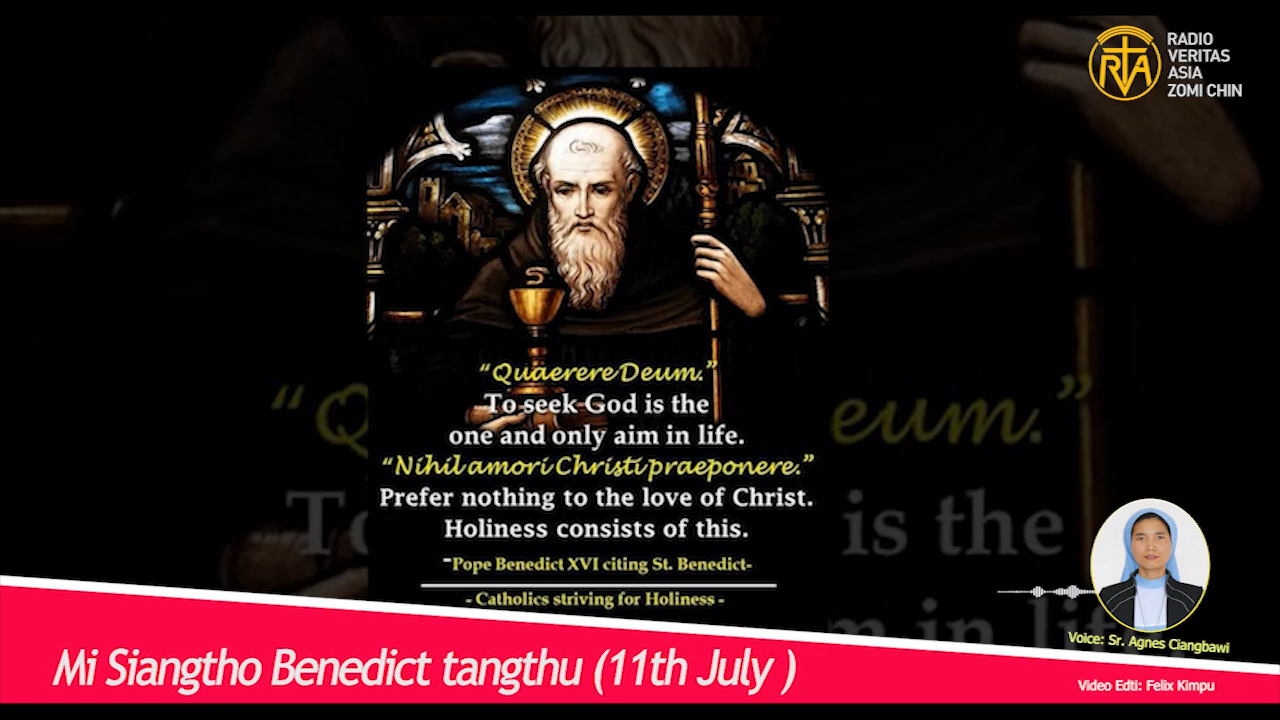 RADIO
VERITAS
ASIA
ZOMI CHIN
RVA
"Quaerere Deum."
To seek God is the
one and only aim in life.
"Nihil amori Christi praeponere."
Prefer nothing to the love of Christ.
Holiness consists of this.
-Pope Benedict XVI citing St. Benedict-
- Catholics striving for Holiness -
Voice: Sr. Agnes Ciangbawi
Mi Siangtho Benedict tangthu (11th July )
Video Edti: Felix Kimpu